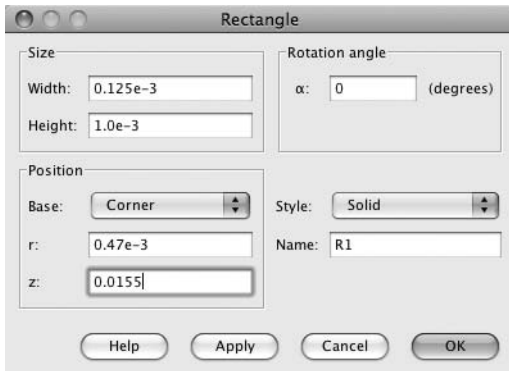 Rectangle
Size
Width: 0.125e-3
Height: 1.0e-3
Rotation angle
α: 0 (degrees)
Position
Base: Corner
r: 0.47e-3
z: 0.0155
Style: Solid
Name: R1
Help Apply Cancel OK